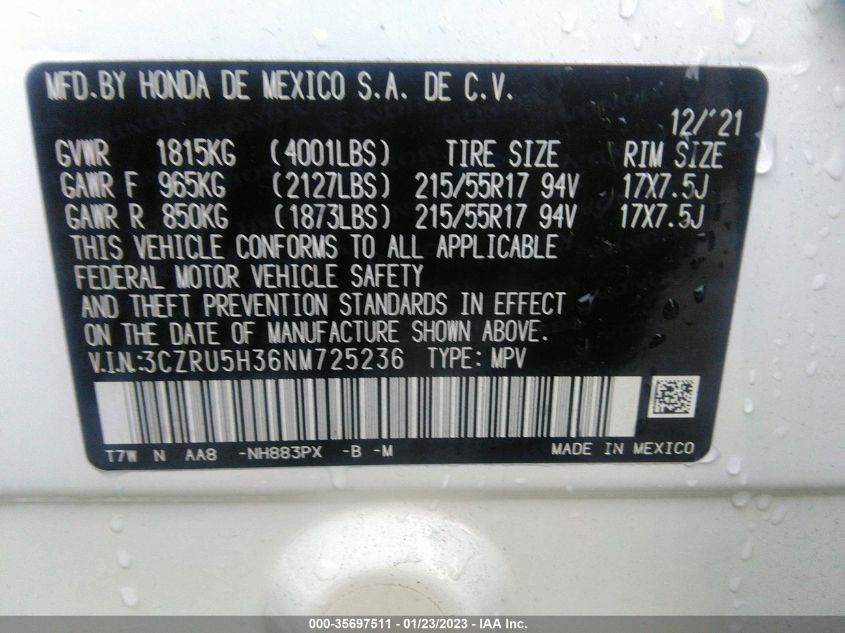 MFD.BY HONDA DE MEXICO S.A. DE C.V.
12/'21
GVWR 1815KG (4001LBS) TIRE SIZE RIM SIZE
GAWR F 965KG (2127LBS) 215/55R17 94V 17X7.5J
GAWR R 850KG (1873LBS) 215/55R17 94V 17X7.5J
THIS VEHICLE CONFORMS TO ALL APPLICABLE
FEDERAL MOTOR VEHICLE SAFETY
AND THEFT PREVENTION STANDARDS IN EFFECT
ON THE DATE OF MANUFACTURE SHOWN ABOVE.
V.I.N.:3CZRU5H36NM725236 TYPE: MPV
T7W N AA8 -NH883PX -B -M MADE IN MEXICO
000-35697511 - 01/23/2023 - IAA Inc.